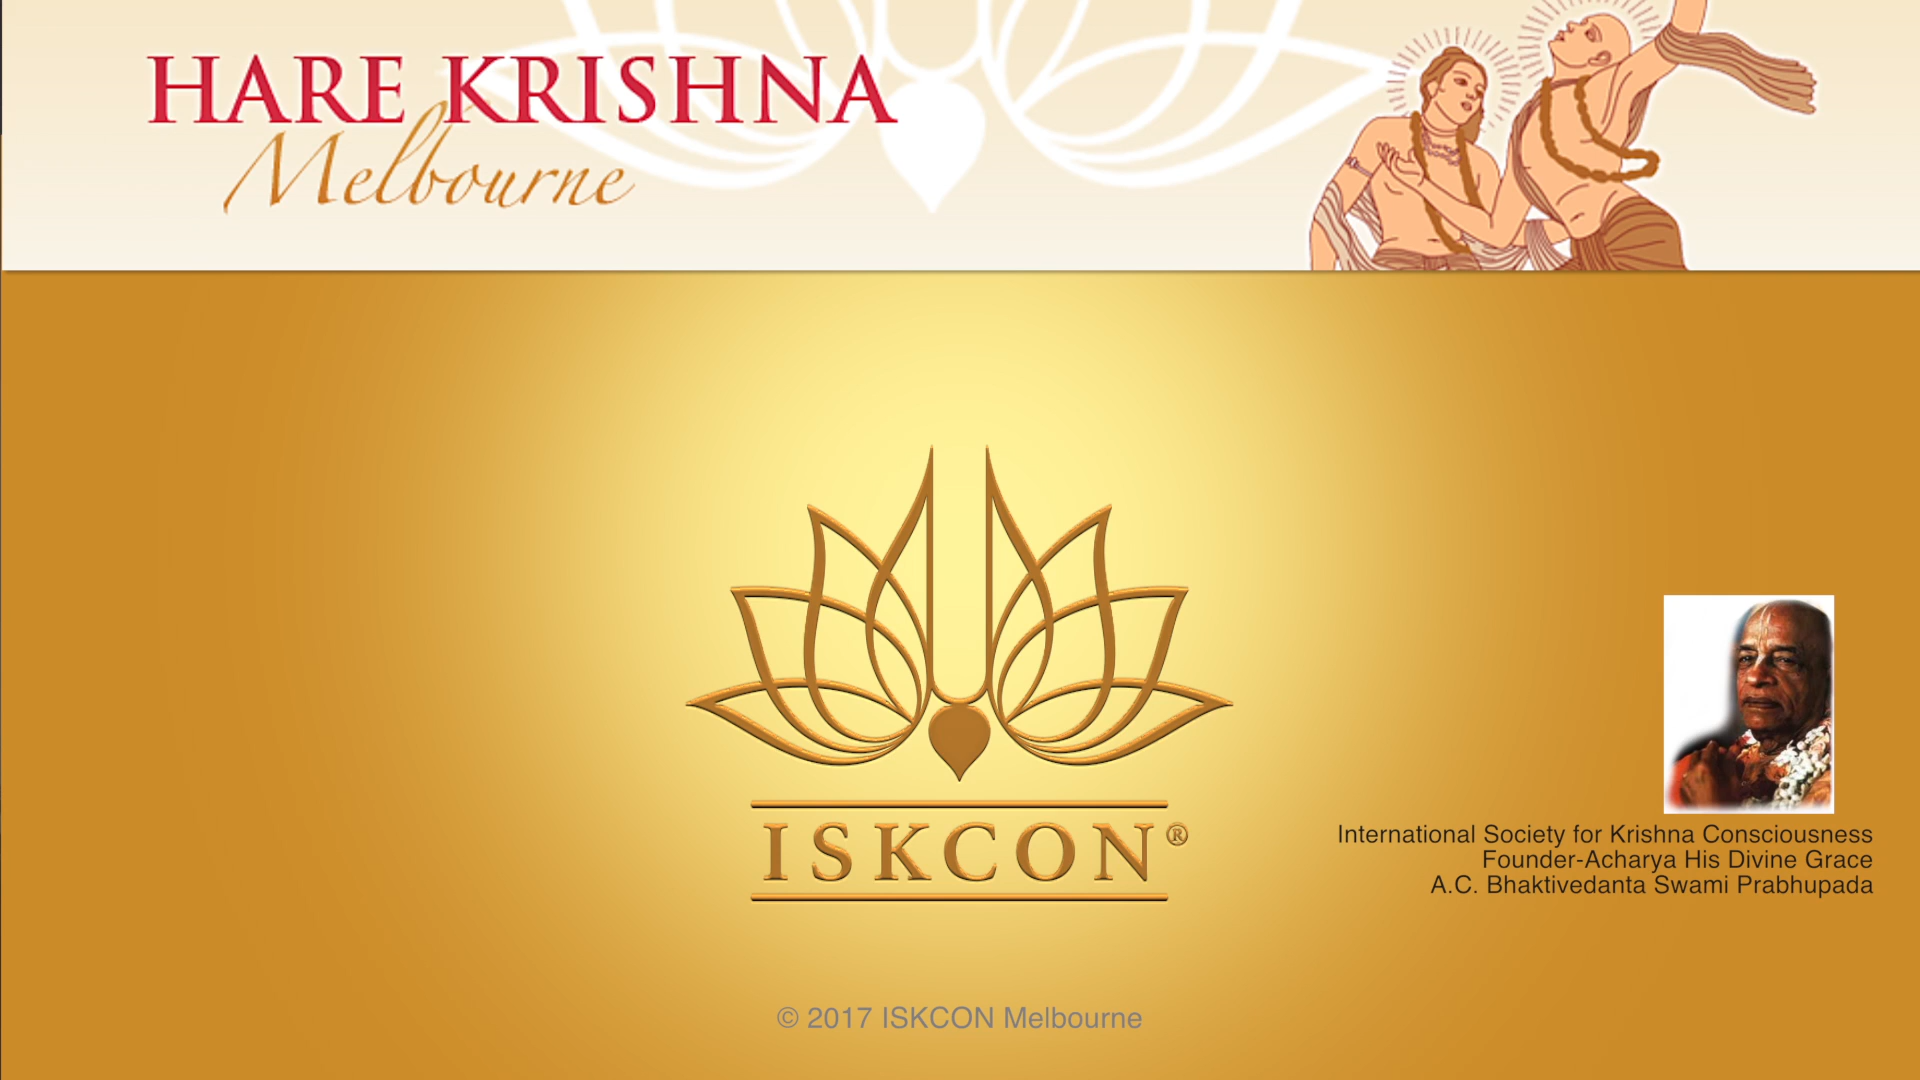 HARE KRISHNA
Melbourne
ISKCON®
International Society for Krishna Consciousness
Founder-Acharya His Divine Grace
A.C. Bhaktivedanta Swami Prabhupada
© 2017 ISKCON Melbourne